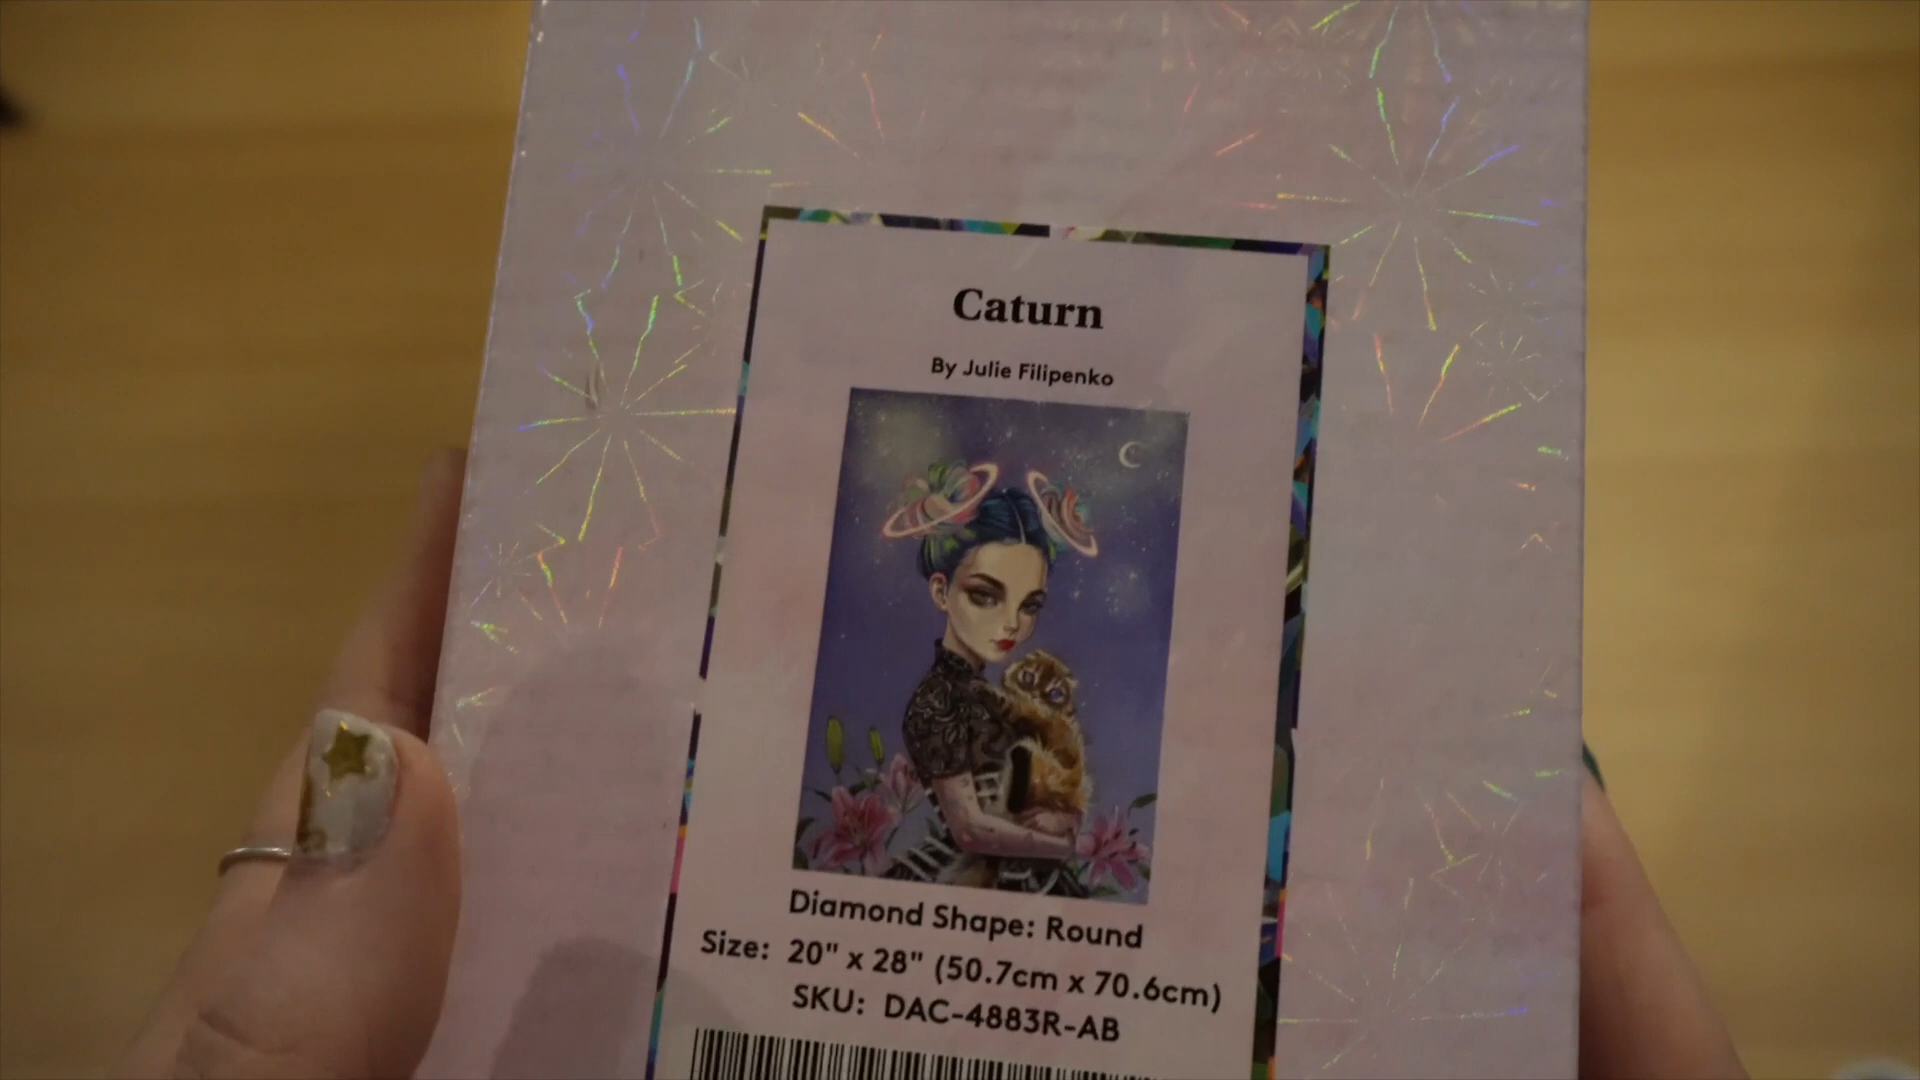 Caturn
By Julie Filipenko
Diamond Shape: Round
Size: 20" x 28" (50.7cm x 70.6cm)
SKU: DAC-4883R-AB